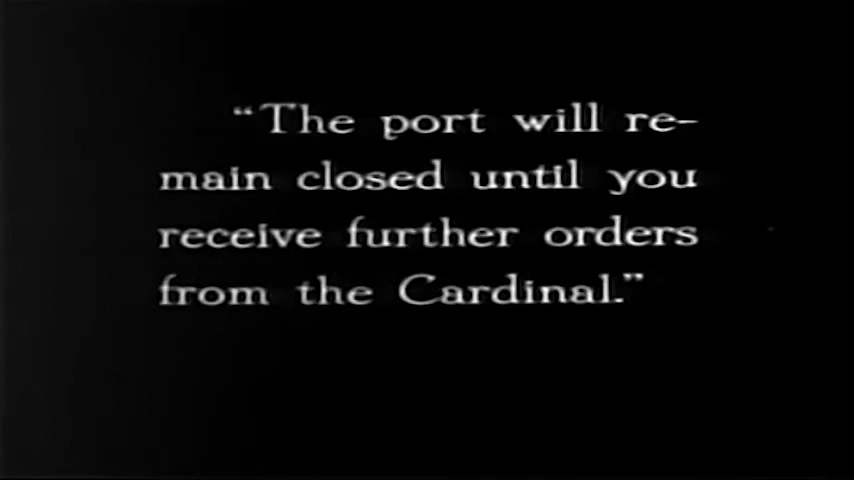 “The port will re-
main closed until you
receive further orders
from the Cardinal.”